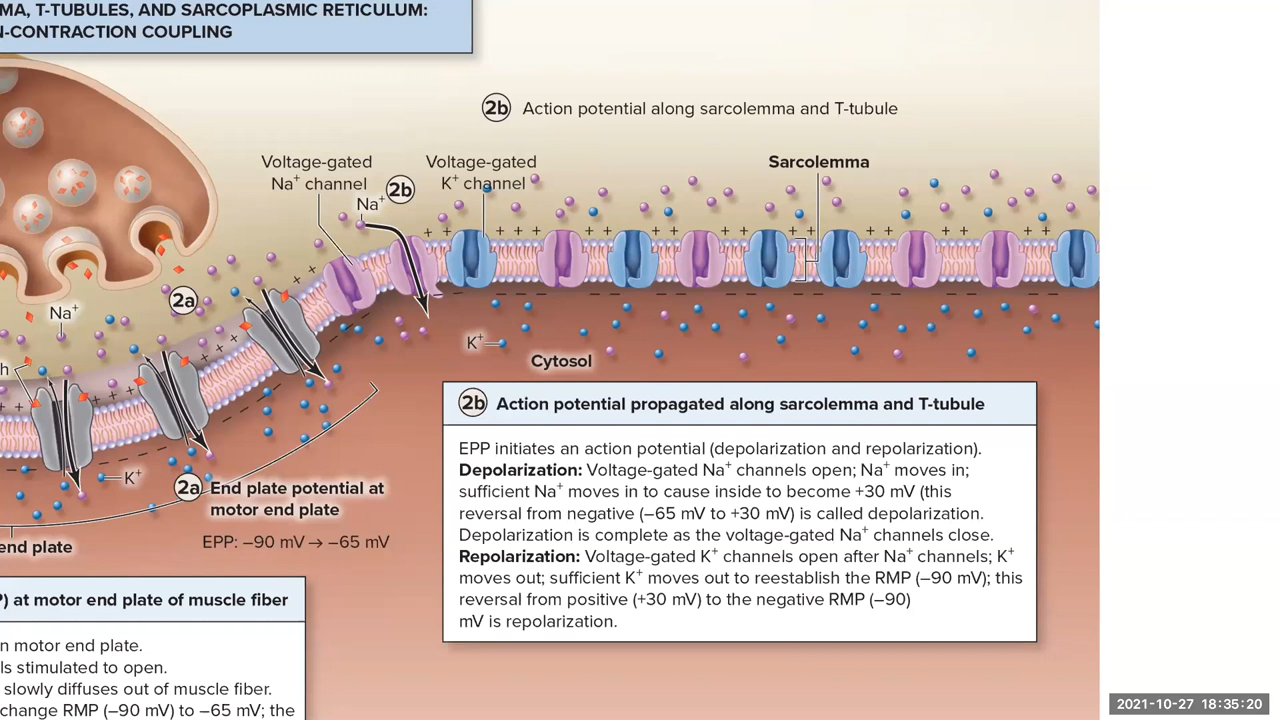 MA, T-TUBULES, AND SARCOPLASMIC RETICULUM:
N-CONTRACTION COUPLING
2b Action potential along sarcolemma and T-tubule
Voltage-gated
Na⁺ channel
Voltage-gated
K⁺ channel
Sarcolemma
2b
Na⁺
2a
Na⁺
h
K⁺
Cytosol
K⁺
2a End plate potential at
motor end plate
EPP: –90 mV → –65 mV
end plate
2b Action potential propagated along sarcolemma and T-tubule
EPP initiates an action potential (depolarization and repolarization).
Depolarization: Voltage-gated Na⁺ channels open; Na⁺ moves in;
sufficient Na⁺ moves in to cause inside to become +30 mV (this
reversal from negative (–65 mV to +30 mV) is called depolarization.
Depolarization is complete as the voltage-gated Na⁺ channels close.
Repolarization: Voltage-gated K⁺ channels open after Na⁺ channels; K⁺
moves out; sufficient K⁺ moves out to reestablish the RMP (–90 mV); this
reversal from positive (+30 mV) to the negative RMP (–90)
mV is repolarization.
P) at motor end plate of muscle fiber
n motor end plate.
ls stimulated to open.
slowly diffuses out of muscle fiber.
change RMP (–90 mV) to –65 mV; the
2021-10-27 18:35:20